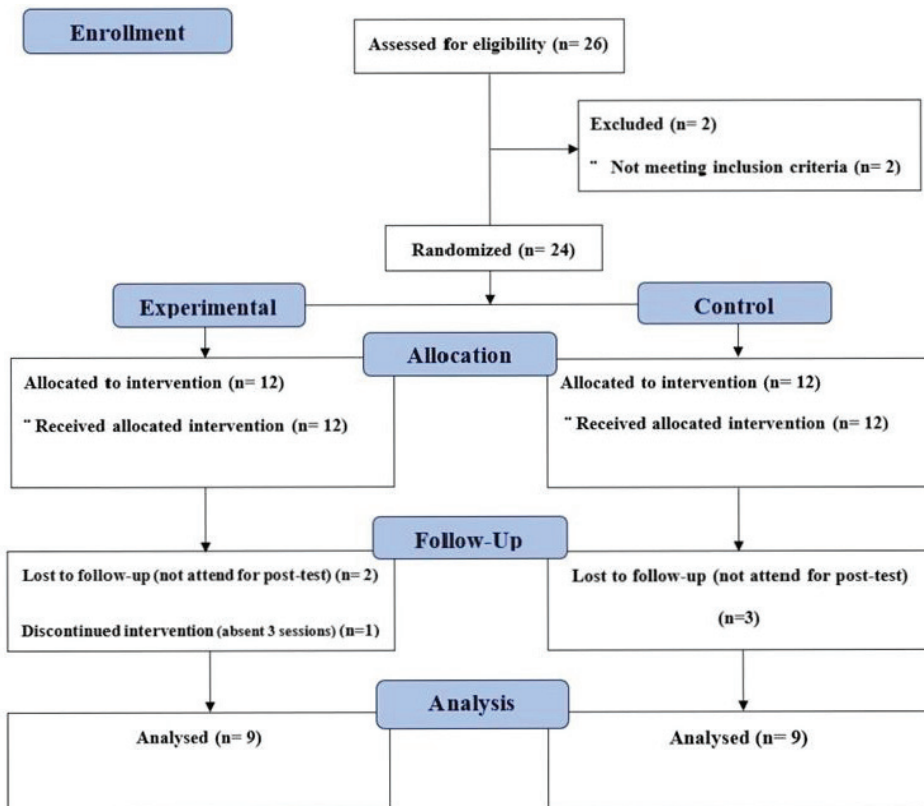 Enrollment
Assessed for eligibility (n= 26)
Excluded (n= 2)
¨ Not meeting inclusion criteria (n= 2)
Randomized (n= 24)
Experimental
Control
Allocation
Allocated to intervention (n= 12)
¨ Received allocated intervention (n= 12)
Allocated to intervention (n= 12)
¨ Received allocated intervention (n= 12)
Follow-Up
Lost to follow-up (not attend for post-test) (n= 2)
Discontinued intervention (absent 3 sessions) (n=1)
Lost to follow-up (not attend for post-test)
(n=3)
Analysis
Analysed (n= 9)
Analysed (n= 9)